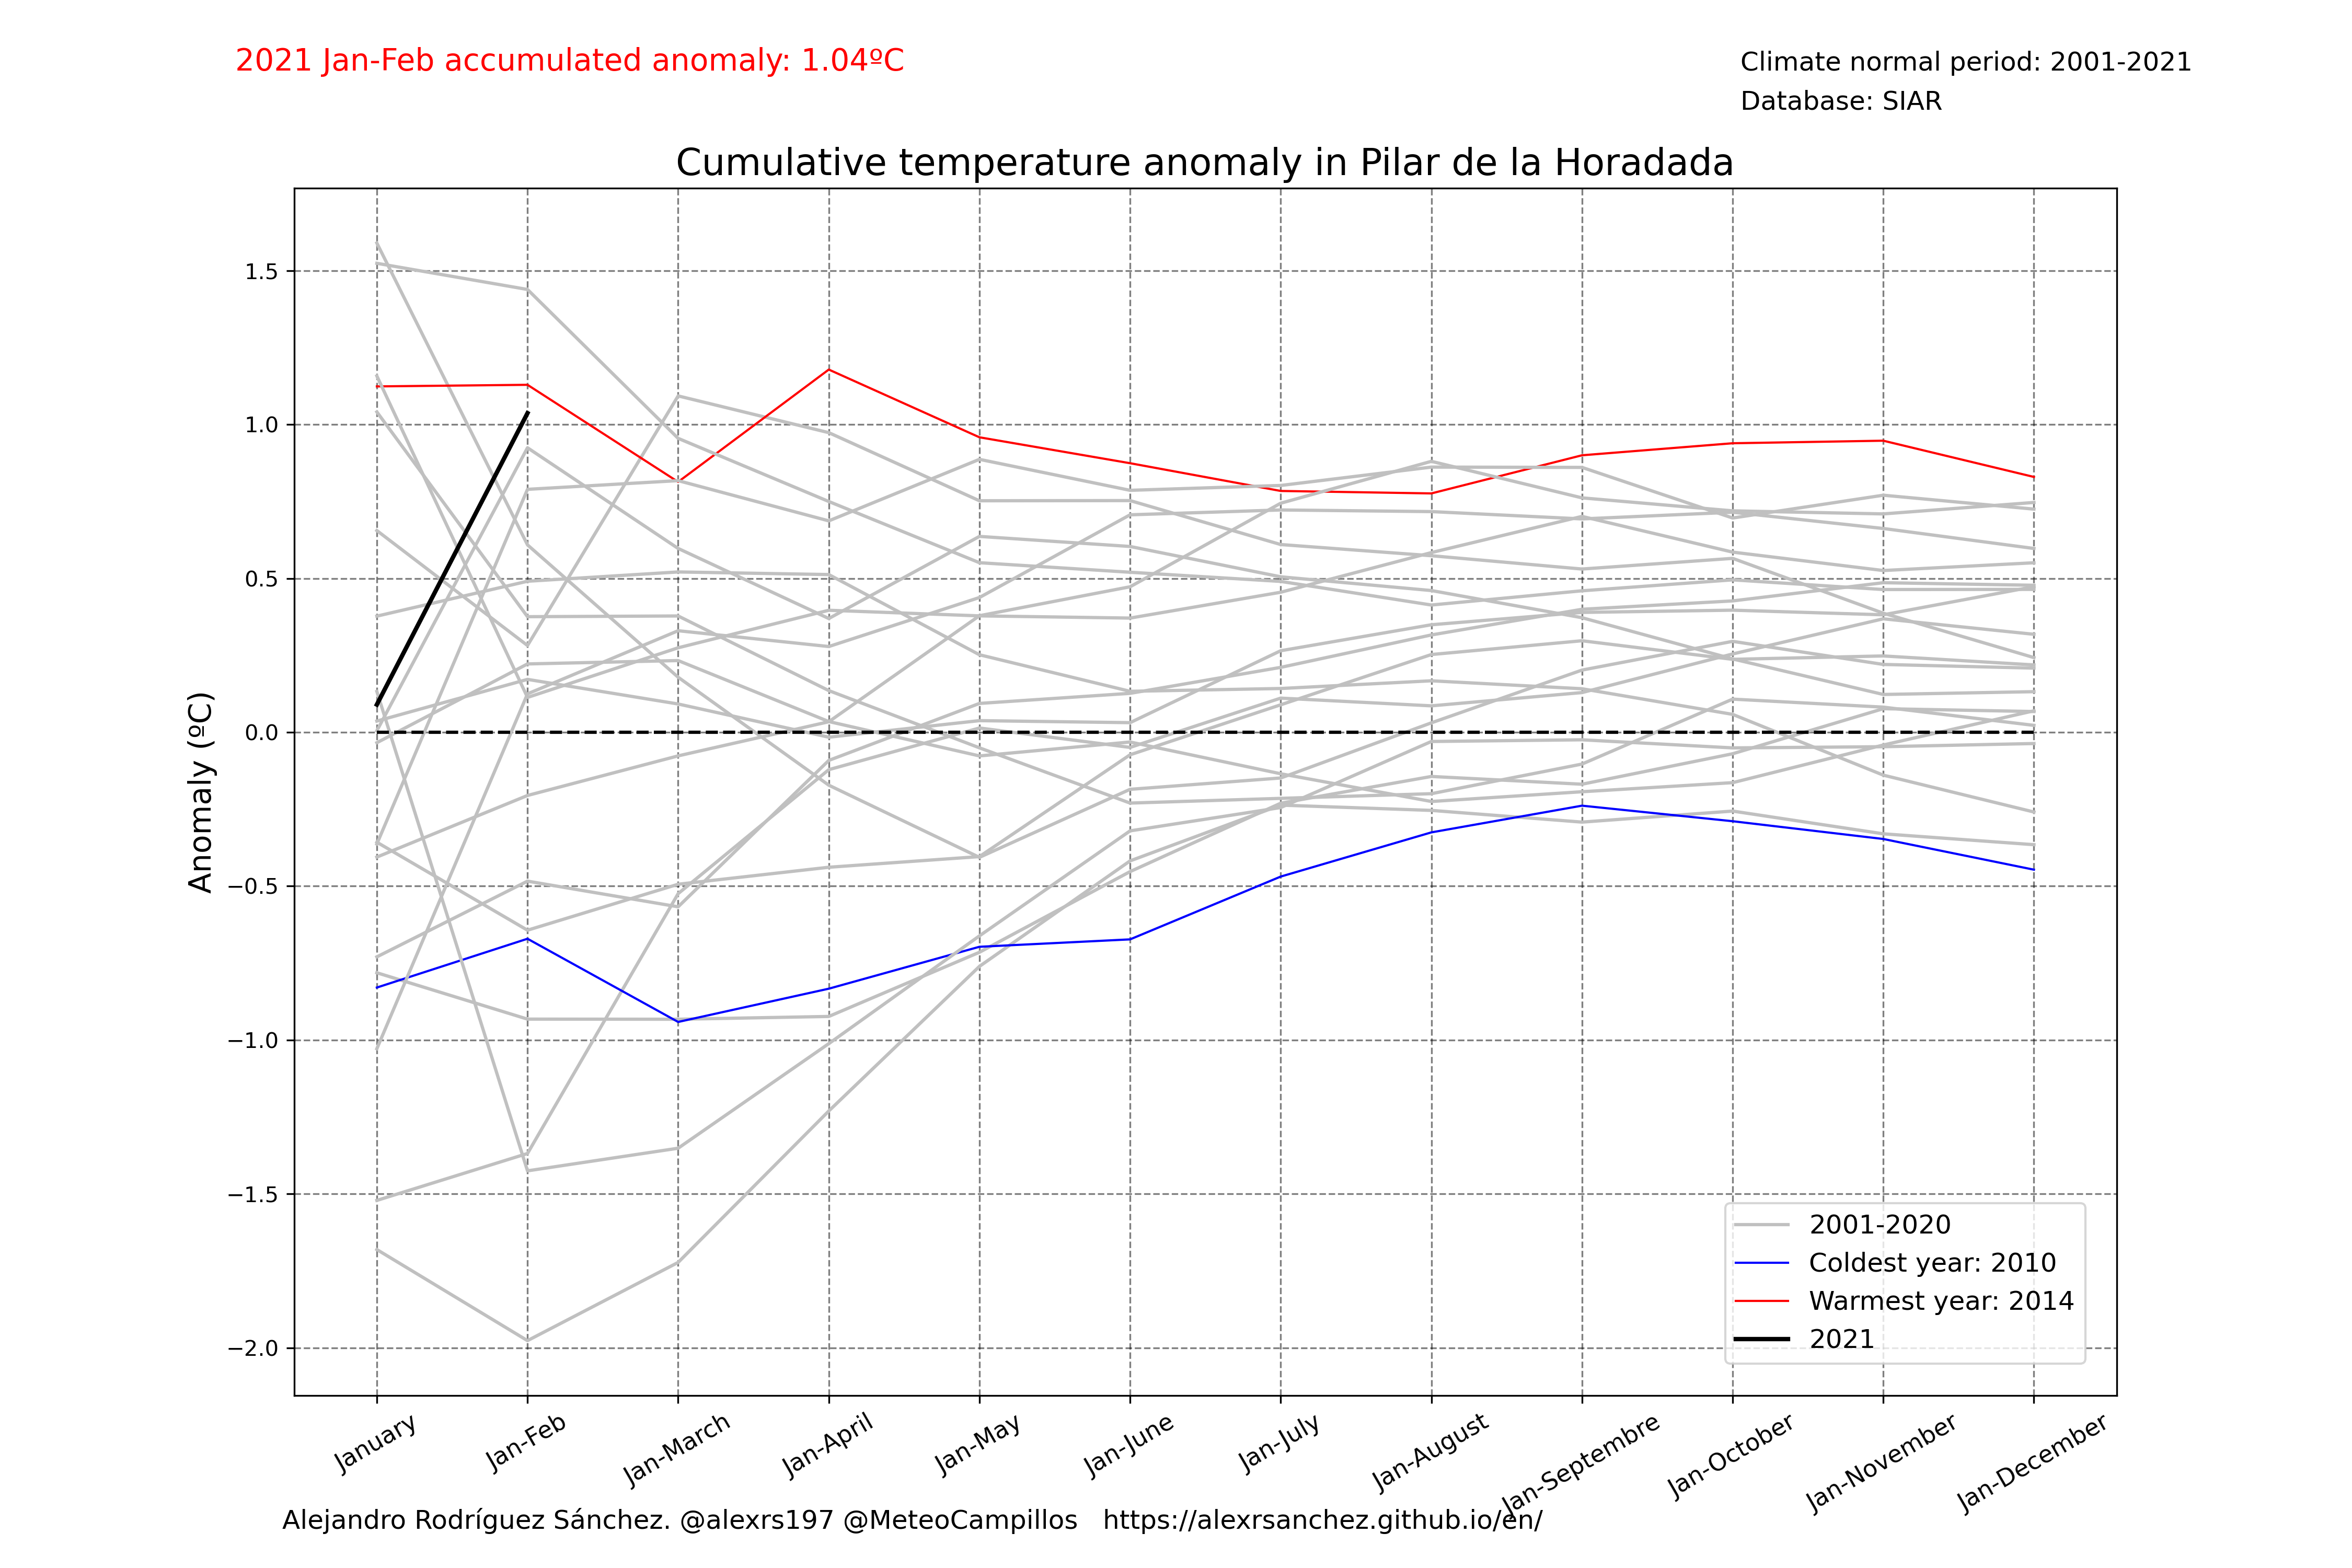 2021 Jan-Feb accumulated anomaly: 1.04ºC
Climate normal period: 2001-2021
Database: SIAR
Cumulative temperature anomaly in Pilar de la Horadada
Anomaly (ºC)
1.5
1.0
0.5
0.0
−0.5
−1.0
−1.5
−2.0
2001-2020
Coldest year: 2010
Warmest year: 2014
2021
January
Jan-Feb
Jan-March
Jan-April
Jan-May
Jan-June
Jan-July
Jan-August
Jan-Septembre
Jan-October
Jan-November
Jan-December
Alejandro Rodríguez Sánchez. @alexrs197 @MeteoCampillos https://alexrsanchez.github.io/en/